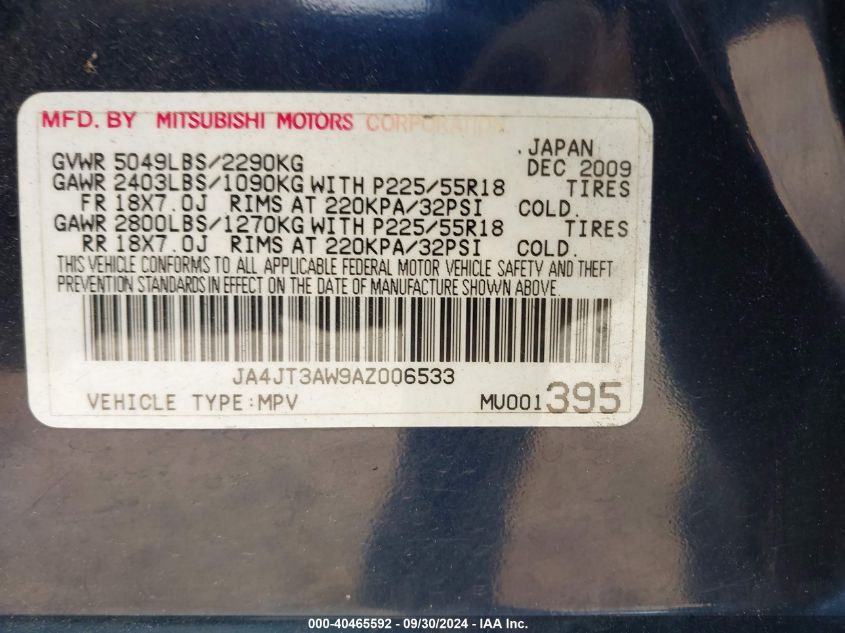 MFD. BY MITSUBISHI MOTORS CORPORATION
.JAPAN
GVWR 5049LBS/2290KG DEC 2009
GAWR 2403LBS/1090KG WITH P225/55R18 TIRES
FR 18X7.0J RIMS AT 220KPA/32PSI COLD.
GAWR 2800LBS/1270KG WITH P225/55R18 TIRES
RR 18X7.0J RIMS AT 220KPA/32PSI COLD.
THIS VEHICLE CONFORMS TO ALL APPLICABLE FEDERAL MOTOR VEHICLE SAFETY AND THEFT
PREVENTION STANDARDS IN EFFECT ON THE DATE OF MANUFACTURE SHOWN ABOVE.
JA4JT3AW9AZ006533
VEHICLE TYPE:MPV MU001395
000-40465592 - 09/30/2024 - IAA Inc.